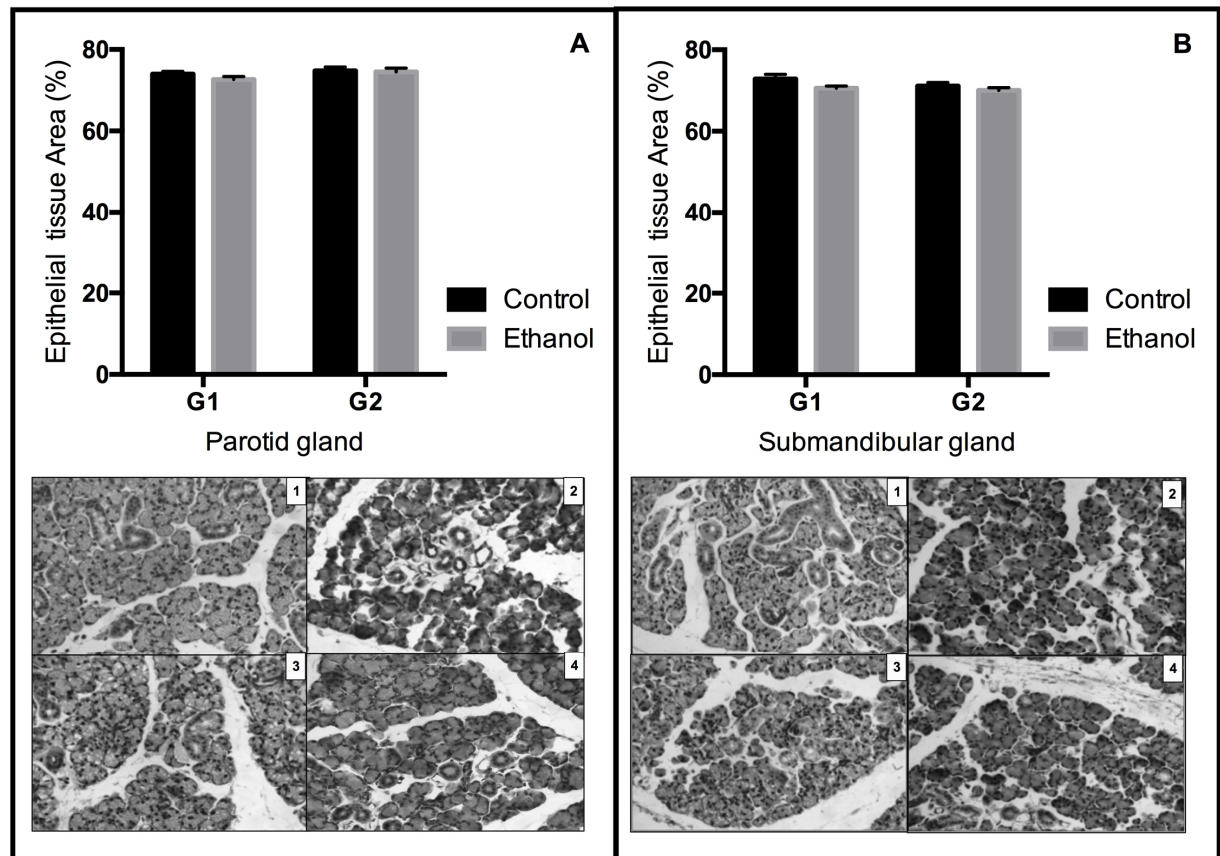 A
Epithelial tissue Area (%)
80
60
40
20
0
Control
Ethanol
G1 G2
Parotid gland
1
2
3
4
B
Epithelial tissue Area (%)
80
60
40
20
0
Control
Ethanol
G1 G2
Submandibular gland
1
2
3
4